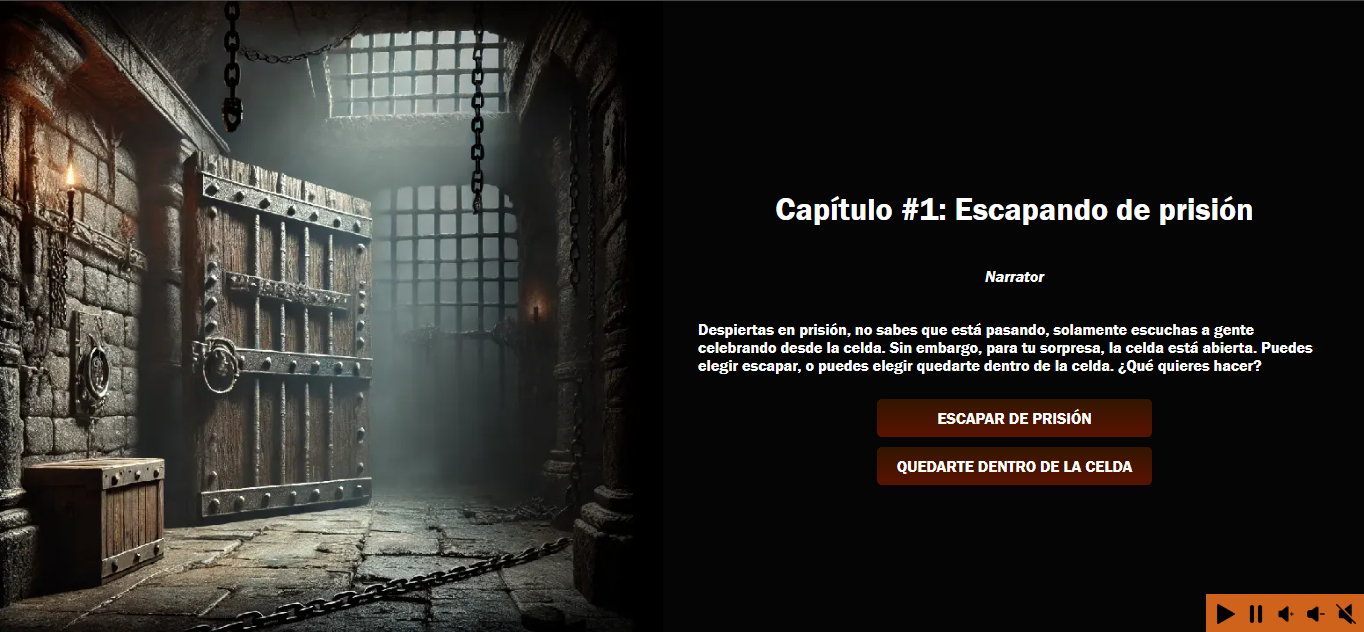 Capítulo #1: Escapando de prisión
Narrator
Despiertas en prisión, no sabes que está pasando, solamente escuchas a gente
celebrando desde la celda. Sin embargo, para tu sorpresa, la celda está abierta. Puedes
elegir escapar, o puedes elegir quedarte dentro de la celda. ¿Qué quieres hacer?
ESCAPAR DE PRISIÓN
QUEDARTE DENTRO DE LA CELDA